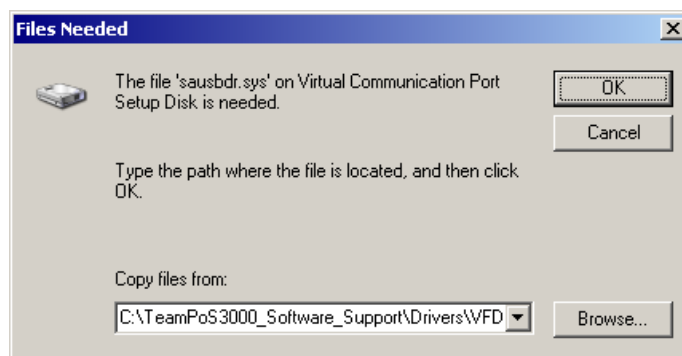 Files Needed
The file 'sausbdr.sys' on Virtual Communication Port
Setup Disk is needed.
OK
Cancel
Type the path where the file is located, and then click
OK.
Copy files from:
C:\TeamPoS3000_Software_Support\Drivers\VFD
Browse...